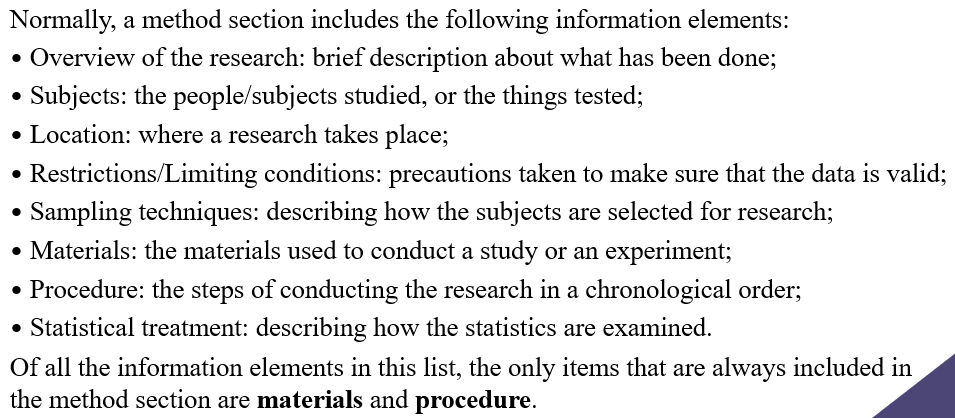 Normally, a method section includes the following information elements:
• Overview of the research: brief description about what has been done;
• Subjects: the people/subjects studied, or the things tested;
• Location: where a research takes place;
• Restrictions/Limiting conditions: precautions taken to make sure that the data is valid;
• Sampling techniques: describing how the subjects are selected for research;
• Materials: the materials used to conduct a study or an experiment;
• Procedure: the steps of conducting the research in a chronological order;
• Statistical treatment: describing how the statistics are examined.
Of all the information elements in this list, the only items that are always included in
the method section are materials and procedure.